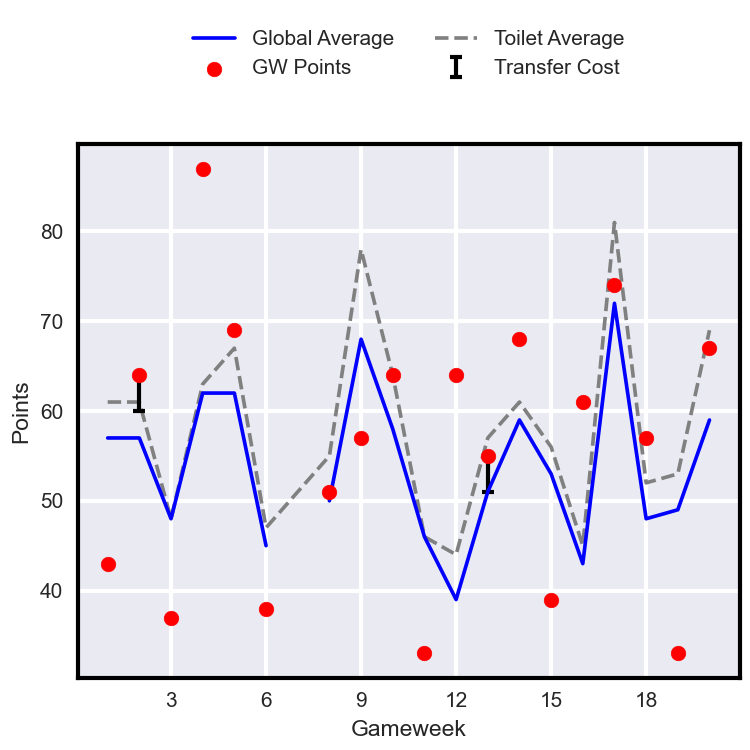 Global Average
Toilet Average
GW Points
Transfer Cost
80
70
60
50
40
Points
3 6 9 12 15 18
Gameweek